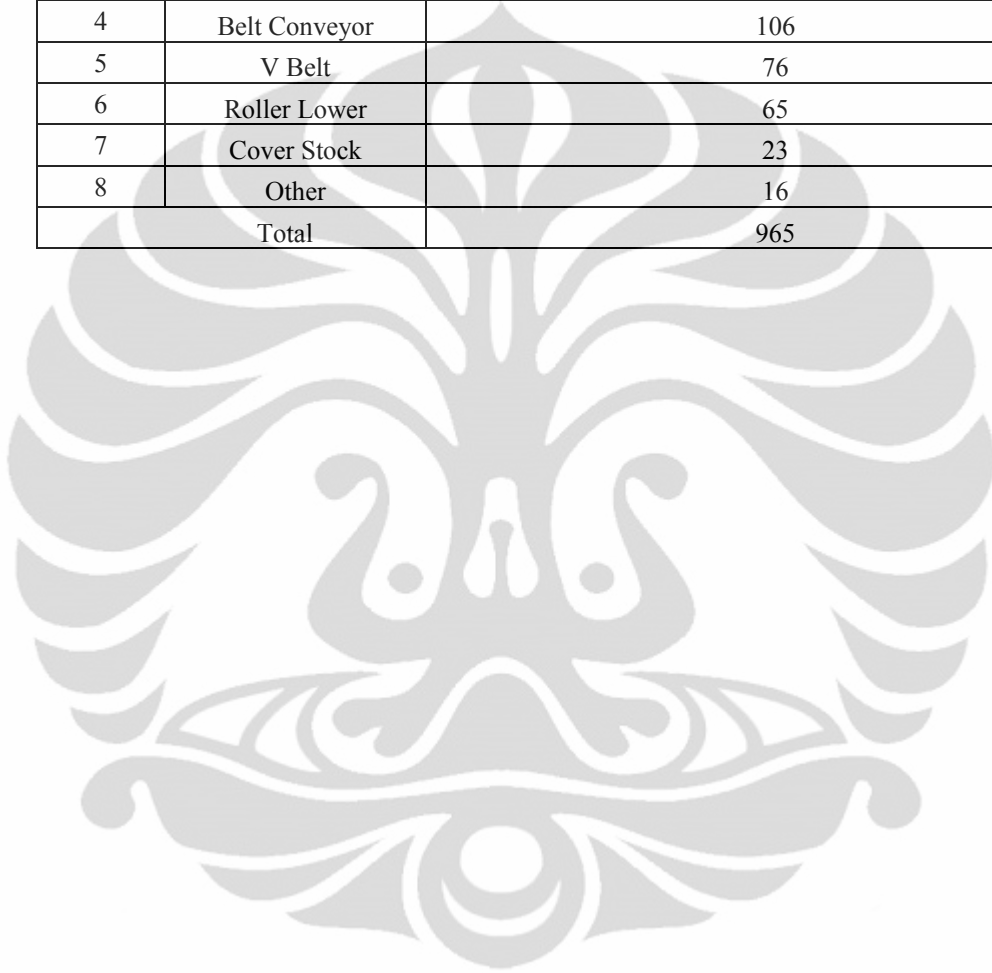 4 Belt Conveyor 106
5 V Belt 76
6 Roller Lower 65
7 Cover Stock 23
8 Other 16
Total 965